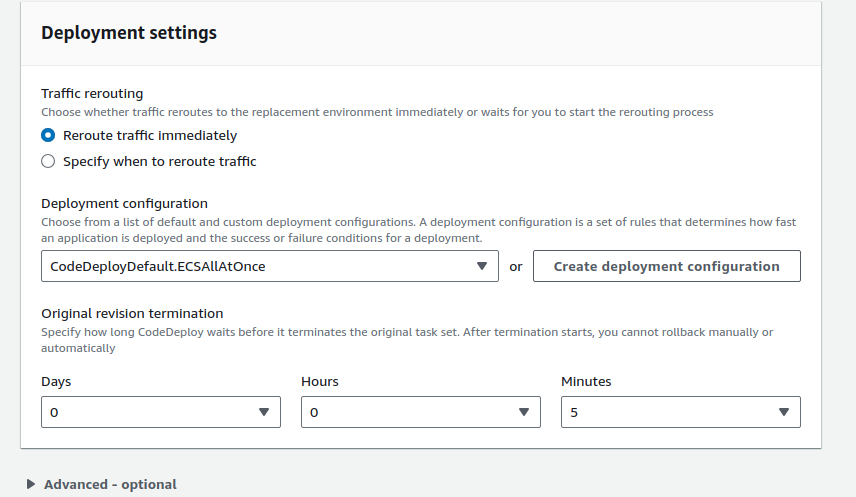 Deployment settings
Traffic rerouting
Choose whether traffic reroutes to the replacement environment immediately or waits for you to start the rerouting process
Reroute traffic immediately
Specify when to reroute traffic
Deployment configuration
Choose from a list of default and custom deployment configurations. A deployment configuration is a set of rules that determines how fast
an application is deployed and the success or failure conditions for a deployment.
CodeDeployDefault.ECSAllAtOnce or Create deployment configuration
Original revision termination
Specify how long CodeDeploy waits before it terminates the original task set. After termination starts, you cannot rollback manually or
automatically
Days Hours Minutes
0 0 5
Advanced - optional